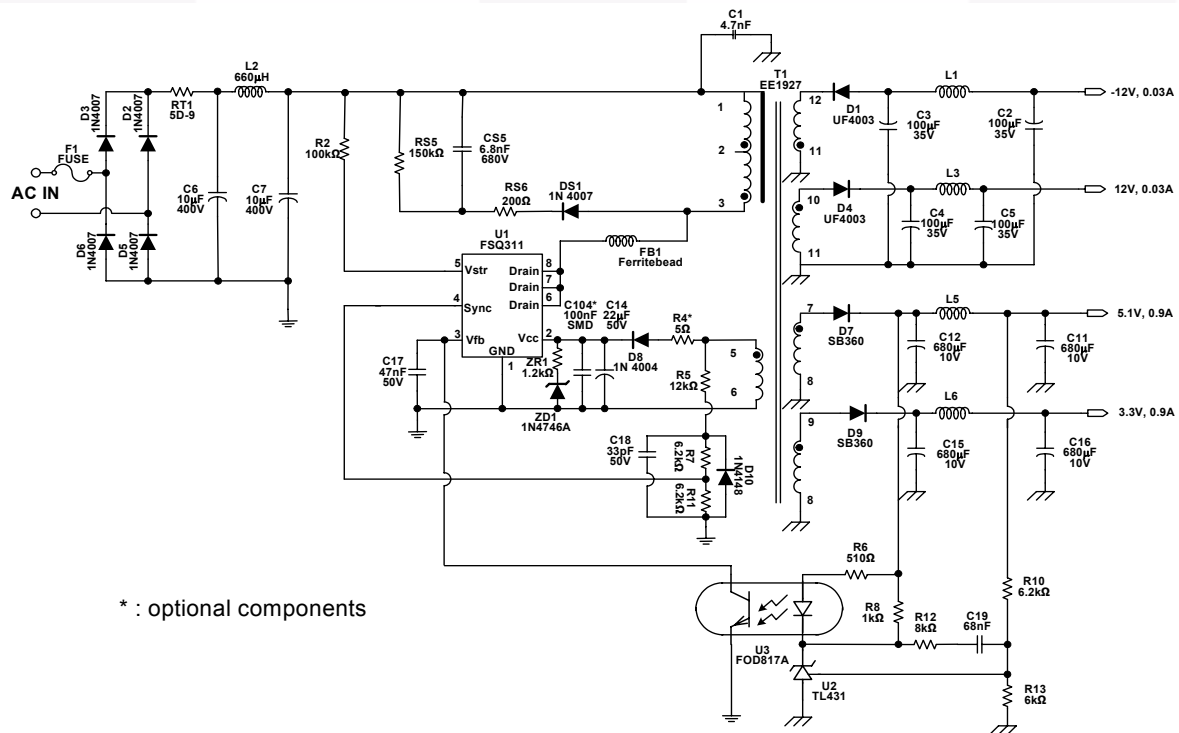 C1
4.7nF
L2
660µH
T1
EE1927
D3
1N4007
D2
1N4007
RT1
5D-9
F1
FUSE
AC IN
C6
10µF
400V
C7
10µF
400V
D6
1N4007
D5
1N4007
R2
100kΩ
RS5
150kΩ
CS5
6.8nF
680V
RS6
200Ω
DS1
1N 4007
1
2
3
FB1
Ferritebead
U1
FSQ311
5
Vstr
4
Sync
3
Vfb
Drain
8
Drain
7
Drain
6
Vcc
2
GND
1
C17
47nF
50V
ZR1
1.2kΩ
ZD1
1N4746A
C104*
100nF
SMD
C14
22µF
50V
D8
1N 4004
R4*
5Ω
R5
12kΩ
5
6
C18
33pF
50V
R7
6.2kΩ
R11
6.2kΩ
D10
1N4148
12
11
D1
UF4003
C3
100µF
35V
L1
C2
100µF
35V
-12V, 0.03A
10
11
D4
UF4003
C4
100µF
35V
L3
C5
100µF
35V
12V, 0.03A
7
8
D7
SB360
C12
680µF
10V
L5
C11
680µF
10V
5.1V, 0.9A
9
8
D9
SB360
C15
680µF
10V
L6
C16
680µF
10V
3.3V, 0.9A
R6
510Ω
R8
1kΩ
R12
8kΩ
C19
68nF
R10
6.2kΩ
R13
6kΩ
U3
FOD817A
U2
TL431
* : optional components